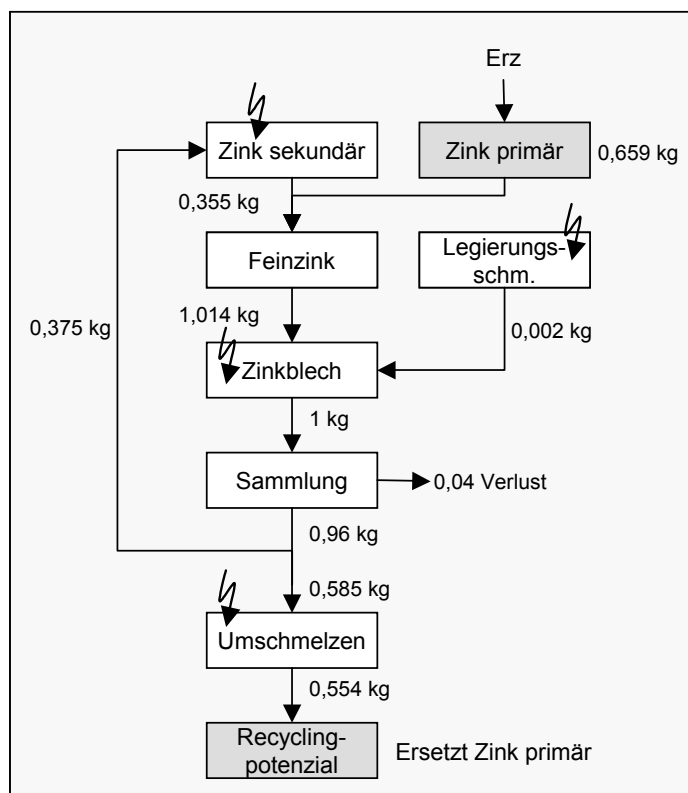 Erz
Zink sekundär
Zink primär
0,659 kg
0,355 kg
Feinzink
Legierungs-
schm.
0,375 kg
1,014 kg
0,002 kg
Zinkblech
1 kg
Sammlung
0,04 Verlust
0,96 kg
0,585 kg
Umschmelzen
0,554 kg
Recycling-
potenzial
Ersetzt Zink primär